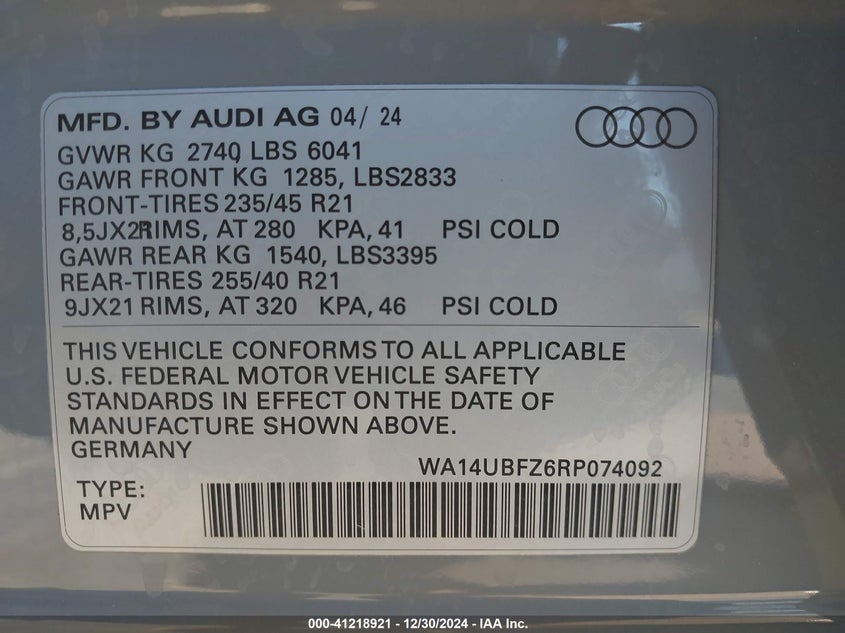 MFD. BY AUDI AG 04/ 24
GVWR KG 2740 LBS 6041
GAWR FRONT KG 1285, LBS2833
FRONT-TIRES 235/45 R21
8,5JX21RIMS, AT 280 KPA, 41 PSI COLD
GAWR REAR KG 1540, LBS3395
REAR-TIRES 255/40 R21
9JX21 RIMS, AT 320 KPA, 46 PSI COLD
THIS VEHICLE CONFORMS TO ALL APPLICABLE
U.S. FEDERAL MOTOR VEHICLE SAFETY
STANDARDS IN EFFECT ON THE DATE OF
MANUFACTURE SHOWN ABOVE.
GERMANY
WA14UBFZ6RP074092
TYPE:
MPV
000-41218921 - 12/30/2024 - IAA Inc.